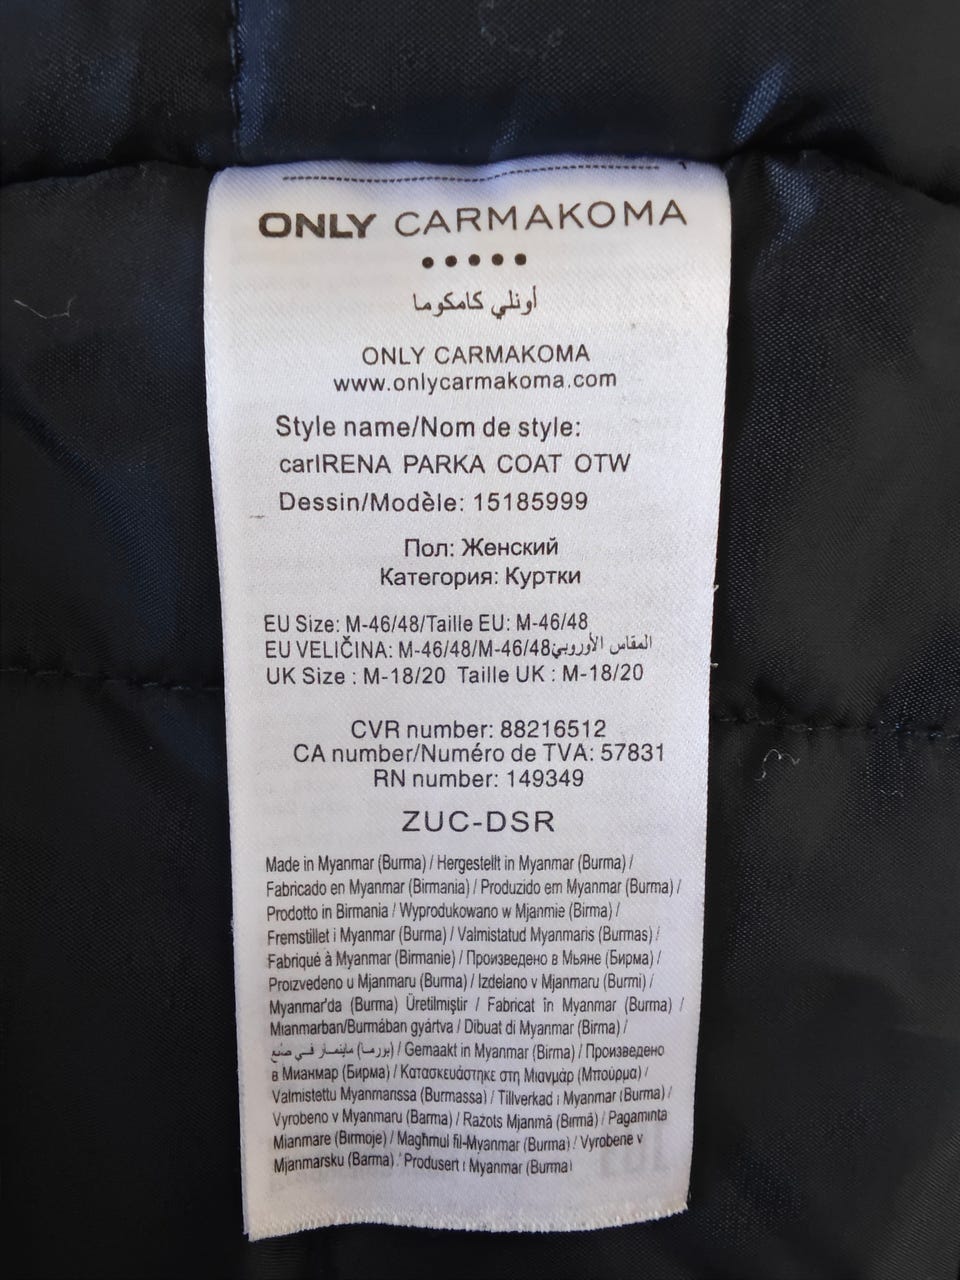 ONLY CARMAKOMA
•••••
أونلي كامكوما
ONLY CARMAKOMA
www.onlycarmakoma.com
Style name/Nom de style:
carIRENA PARKA COAT OTW
Dessin/Modèle: 15185999
Пол: Женский
Категория: Куртки
EU Size: M-46/48/Taille EU: M-46/48
EU VELIČINA: M-46/48/M-46/48المقاس الأوروبي
UK Size : M-18/20 Taille UK : M-18/20
CVR number: 88216512
CA number/Numéro de TVA: 57831
RN number: 149349
ZUC-DSR
Made in Myanmar (Burma) / Hergestellt in Myanmar (Burma) /
Fabricado en Myanmar (Birmania) / Produzido em Myanmar (Burma) /
Prodotto in Birmania / Wyprodukowano w Mjanmie (Birma) /
Fremstillet i Myanmar (Burma) / Valmistatud Myanmaris (Burmas) /
Fabriqué à Myanmar (Birmanie) / Произведено в Мьяне (Бирма) /
Proizvedeno u Mjanmaru (Burma) / Izdelano v Mjanmaru (Burmi) /
Myanmar'da (Burma) Üretilmiştir / Fabricat în Myanmar (Burma) /
Mianmarban/Burmában gyártva / Dibuat di Myanmar (Birma) /
صنع في ماينمار (بورما) / Gemaakt in Myanmar (Birma) / Произведено
в Мианмар (Бирма) / Κατασκευάστηκε στη Μιανμάρ (Μπούρμα) /
Valmistettu Myanmarissa (Burmassa) / Tillverkad i Myanmar (Burma) /
Vyrobeno v Myanmaru (Barma) / Ražots Mjanmā (Birmā) / Pagaminta
Mianmare (Birmoje) / Magħmul fil-Myanmar (Burma) / Vyrobene v
Mjanmarsku (Barma) / Produsert i Myanmar (Burma)